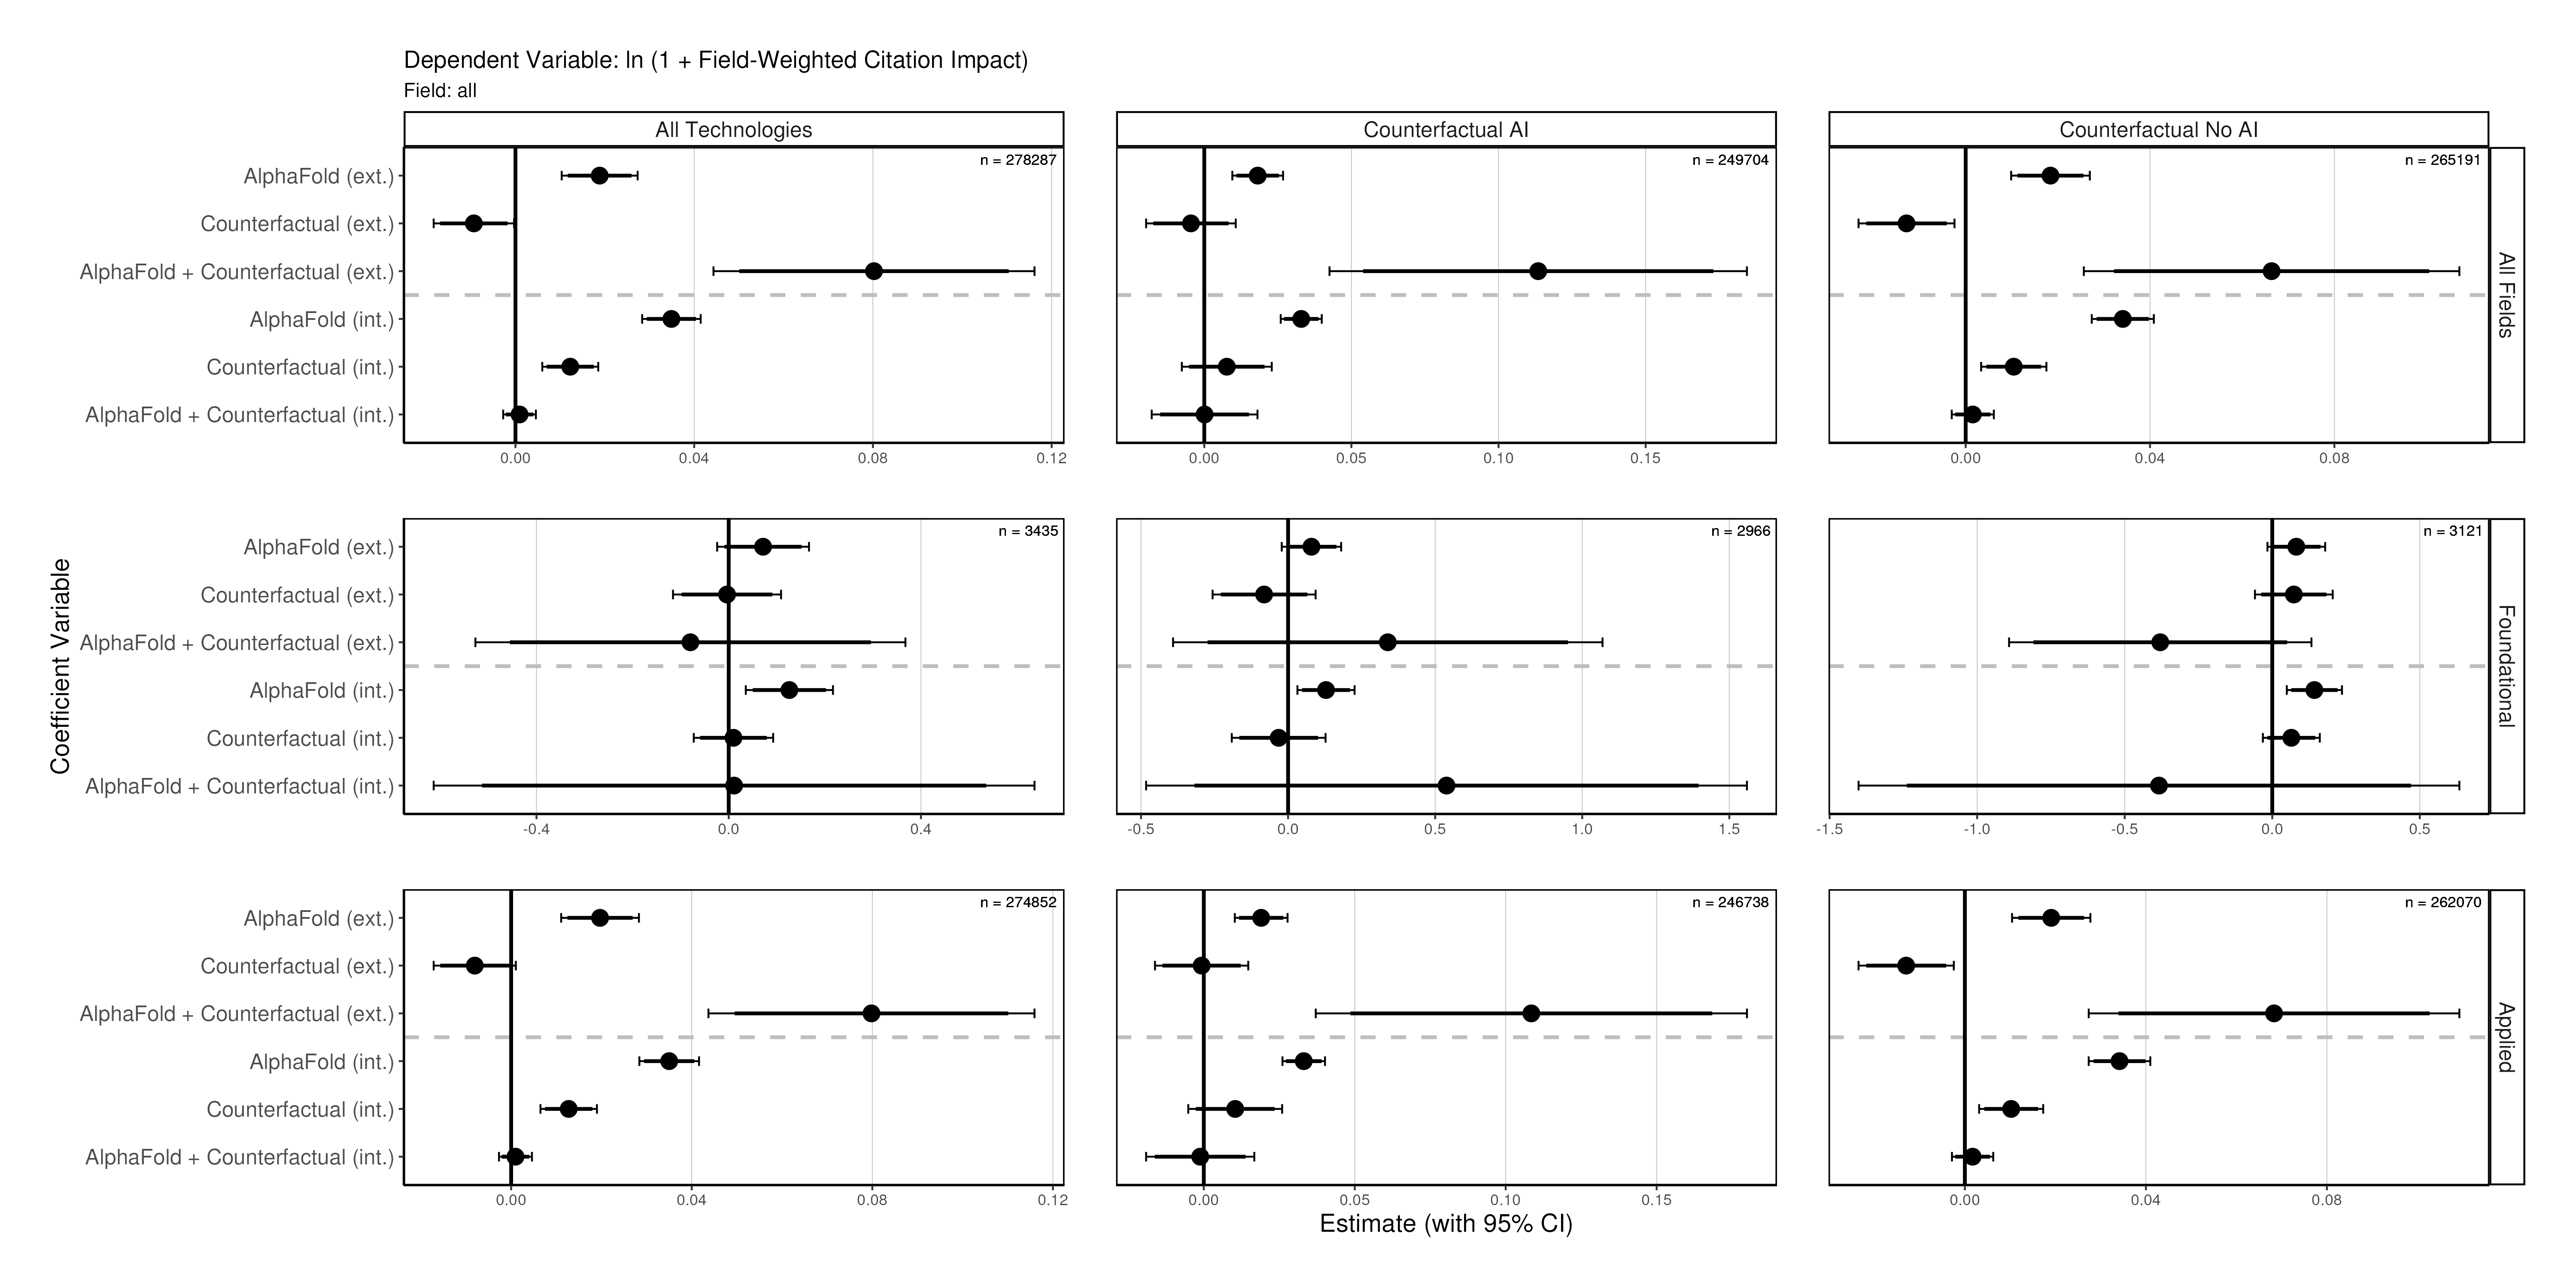 Dependent Variable: ln (1 + Field-Weighted Citation Impact)
Field: all
All Technologies
Counterfactual AI
Counterfactual No AI
Coefficient Variable
AlphaFold (ext.)
Counterfactual (ext.)
AlphaFold + Counterfactual (ext.)
AlphaFold (int.)
Counterfactual (int.)
AlphaFold + Counterfactual (int.)
n = 278287
n = 249704
n = 265191
All Fields
0.00 0.04 0.08 0.12
0.00 0.05 0.10 0.15
0.00 0.04 0.08
AlphaFold (ext.)
Counterfactual (ext.)
AlphaFold + Counterfactual (ext.)
AlphaFold (int.)
Counterfactual (int.)
AlphaFold + Counterfactual (int.)
n = 3435
n = 2966
n = 3121
Foundational
-0.4 0.0 0.4
-0.5 0.0 0.5 1.0 1.5
-1.5 -1.0 -0.5 0.0 0.5
AlphaFold (ext.)
Counterfactual (ext.)
AlphaFold + Counterfactual (ext.)
AlphaFold (int.)
Counterfactual (int.)
AlphaFold + Counterfactual (int.)
n = 274852
n = 246738
n = 262070
Applied
0.00 0.04 0.08 0.12
0.00 0.05 0.10 0.15
0.00 0.04 0.08
Estimate (with 95% CI)